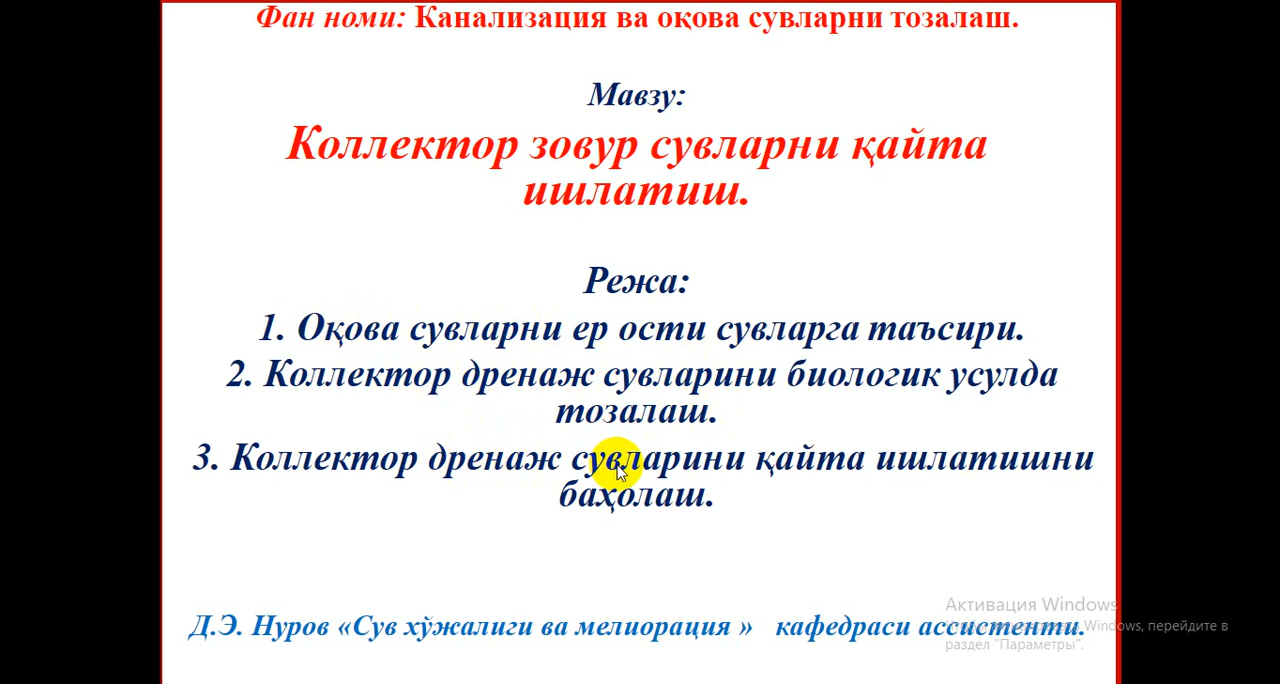 Фан номи: Канализация ва оқова сувларни тозалаш.
Мавзу:
Коллектор зовур сувларни қайта
ишлатиш.
Режа:
1. Оқова сувларни ер ости сувларга таъсири.
2. Коллектор дренаж сувларини биологик усулда
тозалаш.
3. Коллектор дренаж сувларини қайта ишлатишни
баҳолаш.
Д.Э. Нуров «Сув хўжалиги ва мелиорация » кафедраси ассистенти.
Активация Windows
Windows, перейдите в
раздел "Параметры".